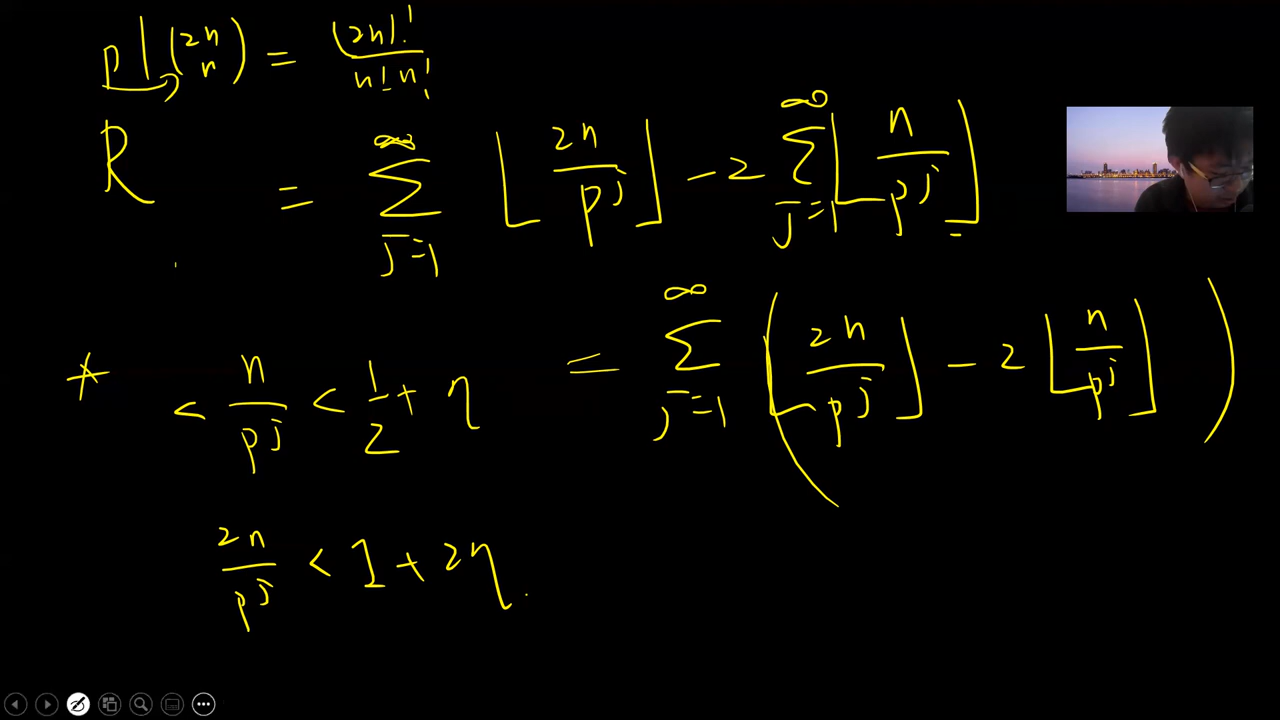 p | (2n n) = (2n)! / n! n!
R = ∞ Σ j=1 ⌊ 2n / p^j ⌋ - 2 ∞ Σ j=1 ⌊ n / p^j ⌋
= ∞ Σ j=1 ( ⌊ 2n / p^j ⌋ - 2 ⌊ n / p^j ⌋ )
* < n / p^j < 1/2 + η
2n / p^j < 1 + 2η